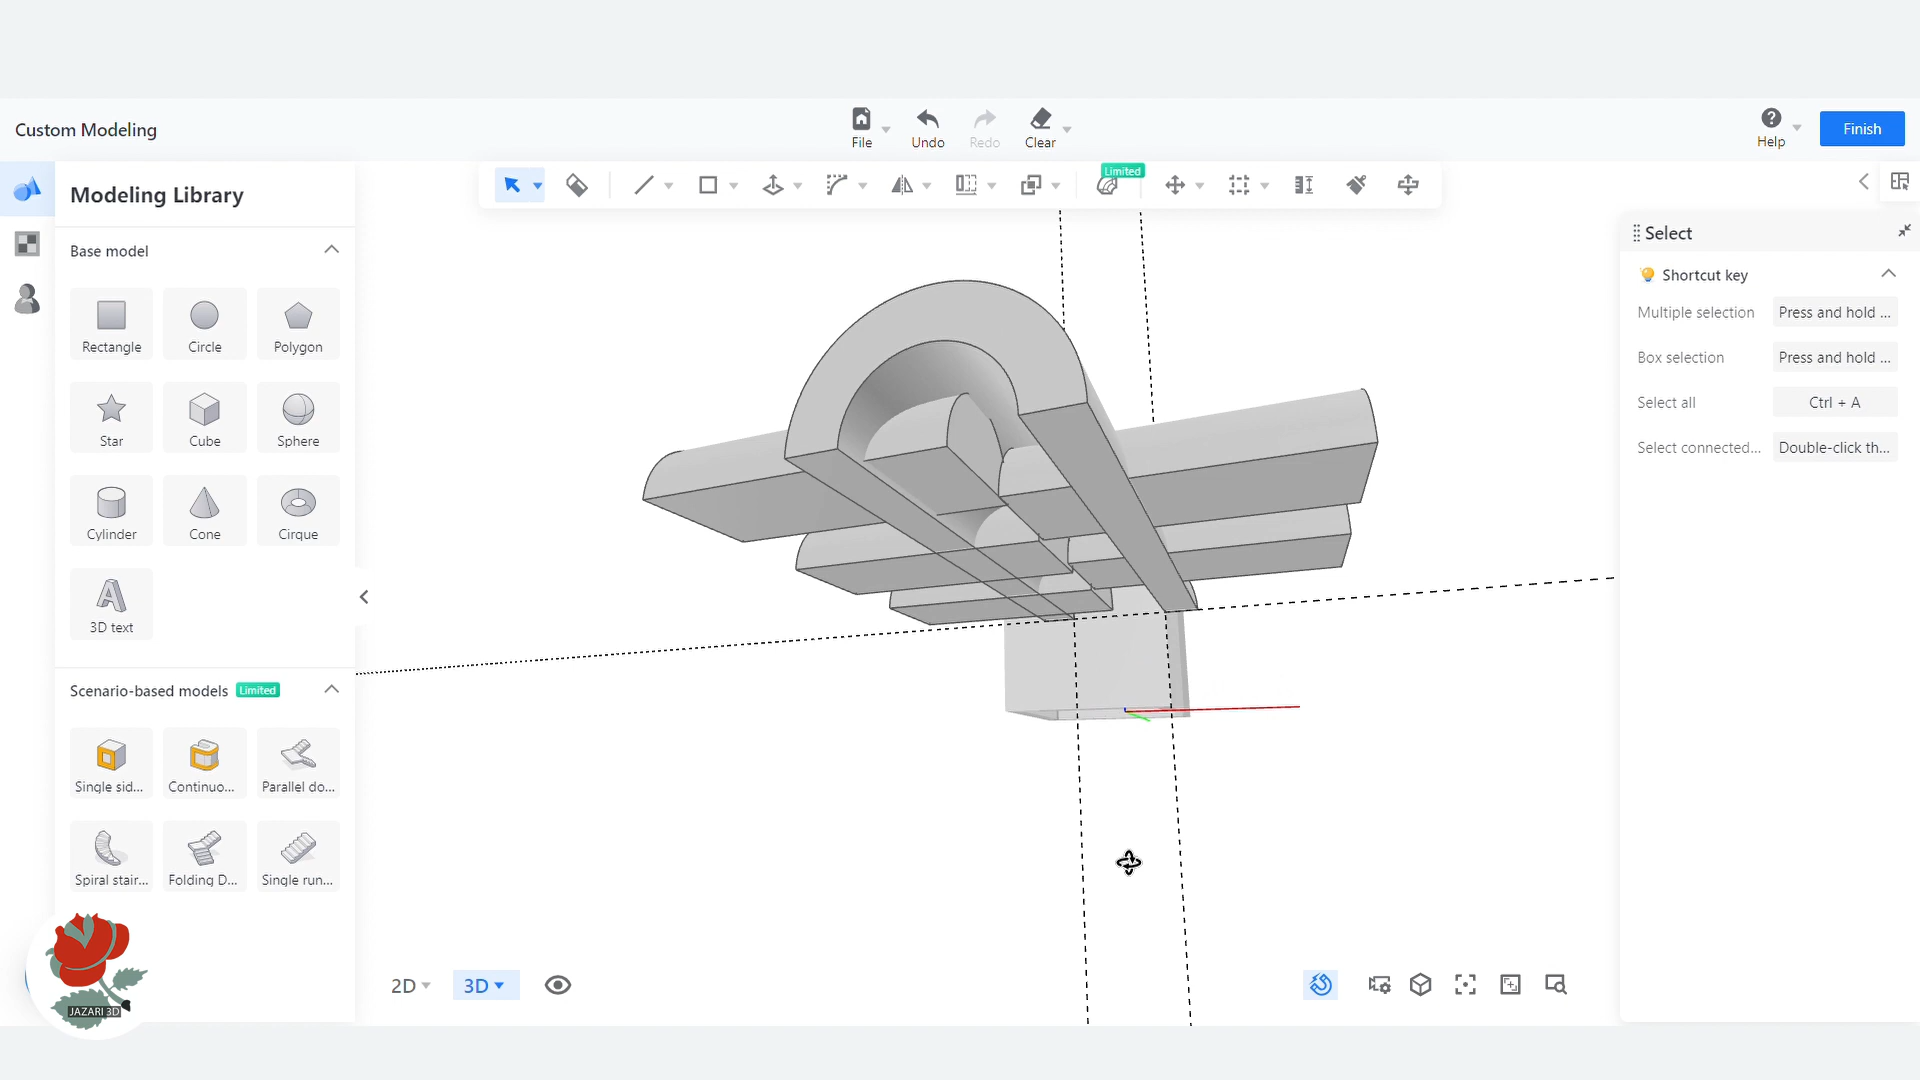 Custom Modeling
File
Undo
Redo
Clear
Help
Finish
Limited
Modeling Library
Base model
Rectangle
Circle
Polygon
Star
Cube
Sphere
Cylinder
Cone
Cirque
3D text
Scenario-based models Limited
Single sid...
Continuo...
Parallel do...
Spiral stair...
Folding D...
Single run...
JAZARI 3D
2D
3D
Select
Shortcut key
Multiple selection Press and hold ...
Box selection Press and hold ...
Select all Ctrl + A
Select connected... Double-click th...